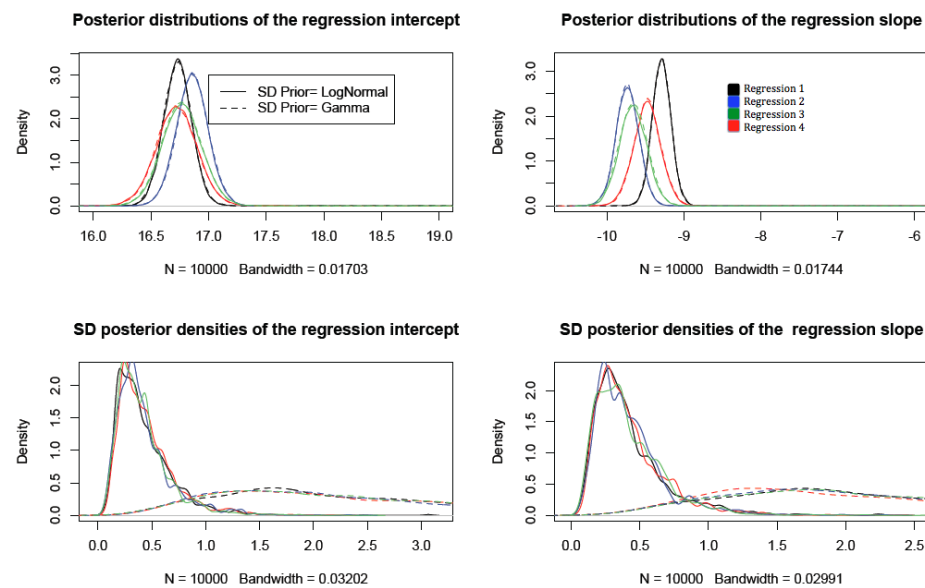 Posterior distributions of the regression intercept
Density
0.0 1.0 2.0 3.0
SD Prior= LogNormal
SD Prior= Gamma
16.0 16.5 17.0 17.5 18.0 18.5 19.0
N = 10000 Bandwidth = 0.01703
Posterior distributions of the regression slope
Density
0.0 1.0 2.0 3.0
Regression 1
Regression 2
Regression 3
Regression 4
-10 -9 -8 -7 -6
N = 10000 Bandwidth = 0.01744
SD posterior densities of the regression intercept
Density
0.0 0.5 1.0 1.5 2.0
0.0 0.5 1.0 1.5 2.0 2.5 3.0
N = 10000 Bandwidth = 0.03202
SD posterior densities of the regression slope
Density
0.0 0.5 1.0 1.5 2.0
0.0 0.5 1.0 1.5 2.0 2.5
N = 10000 Bandwidth = 0.02991